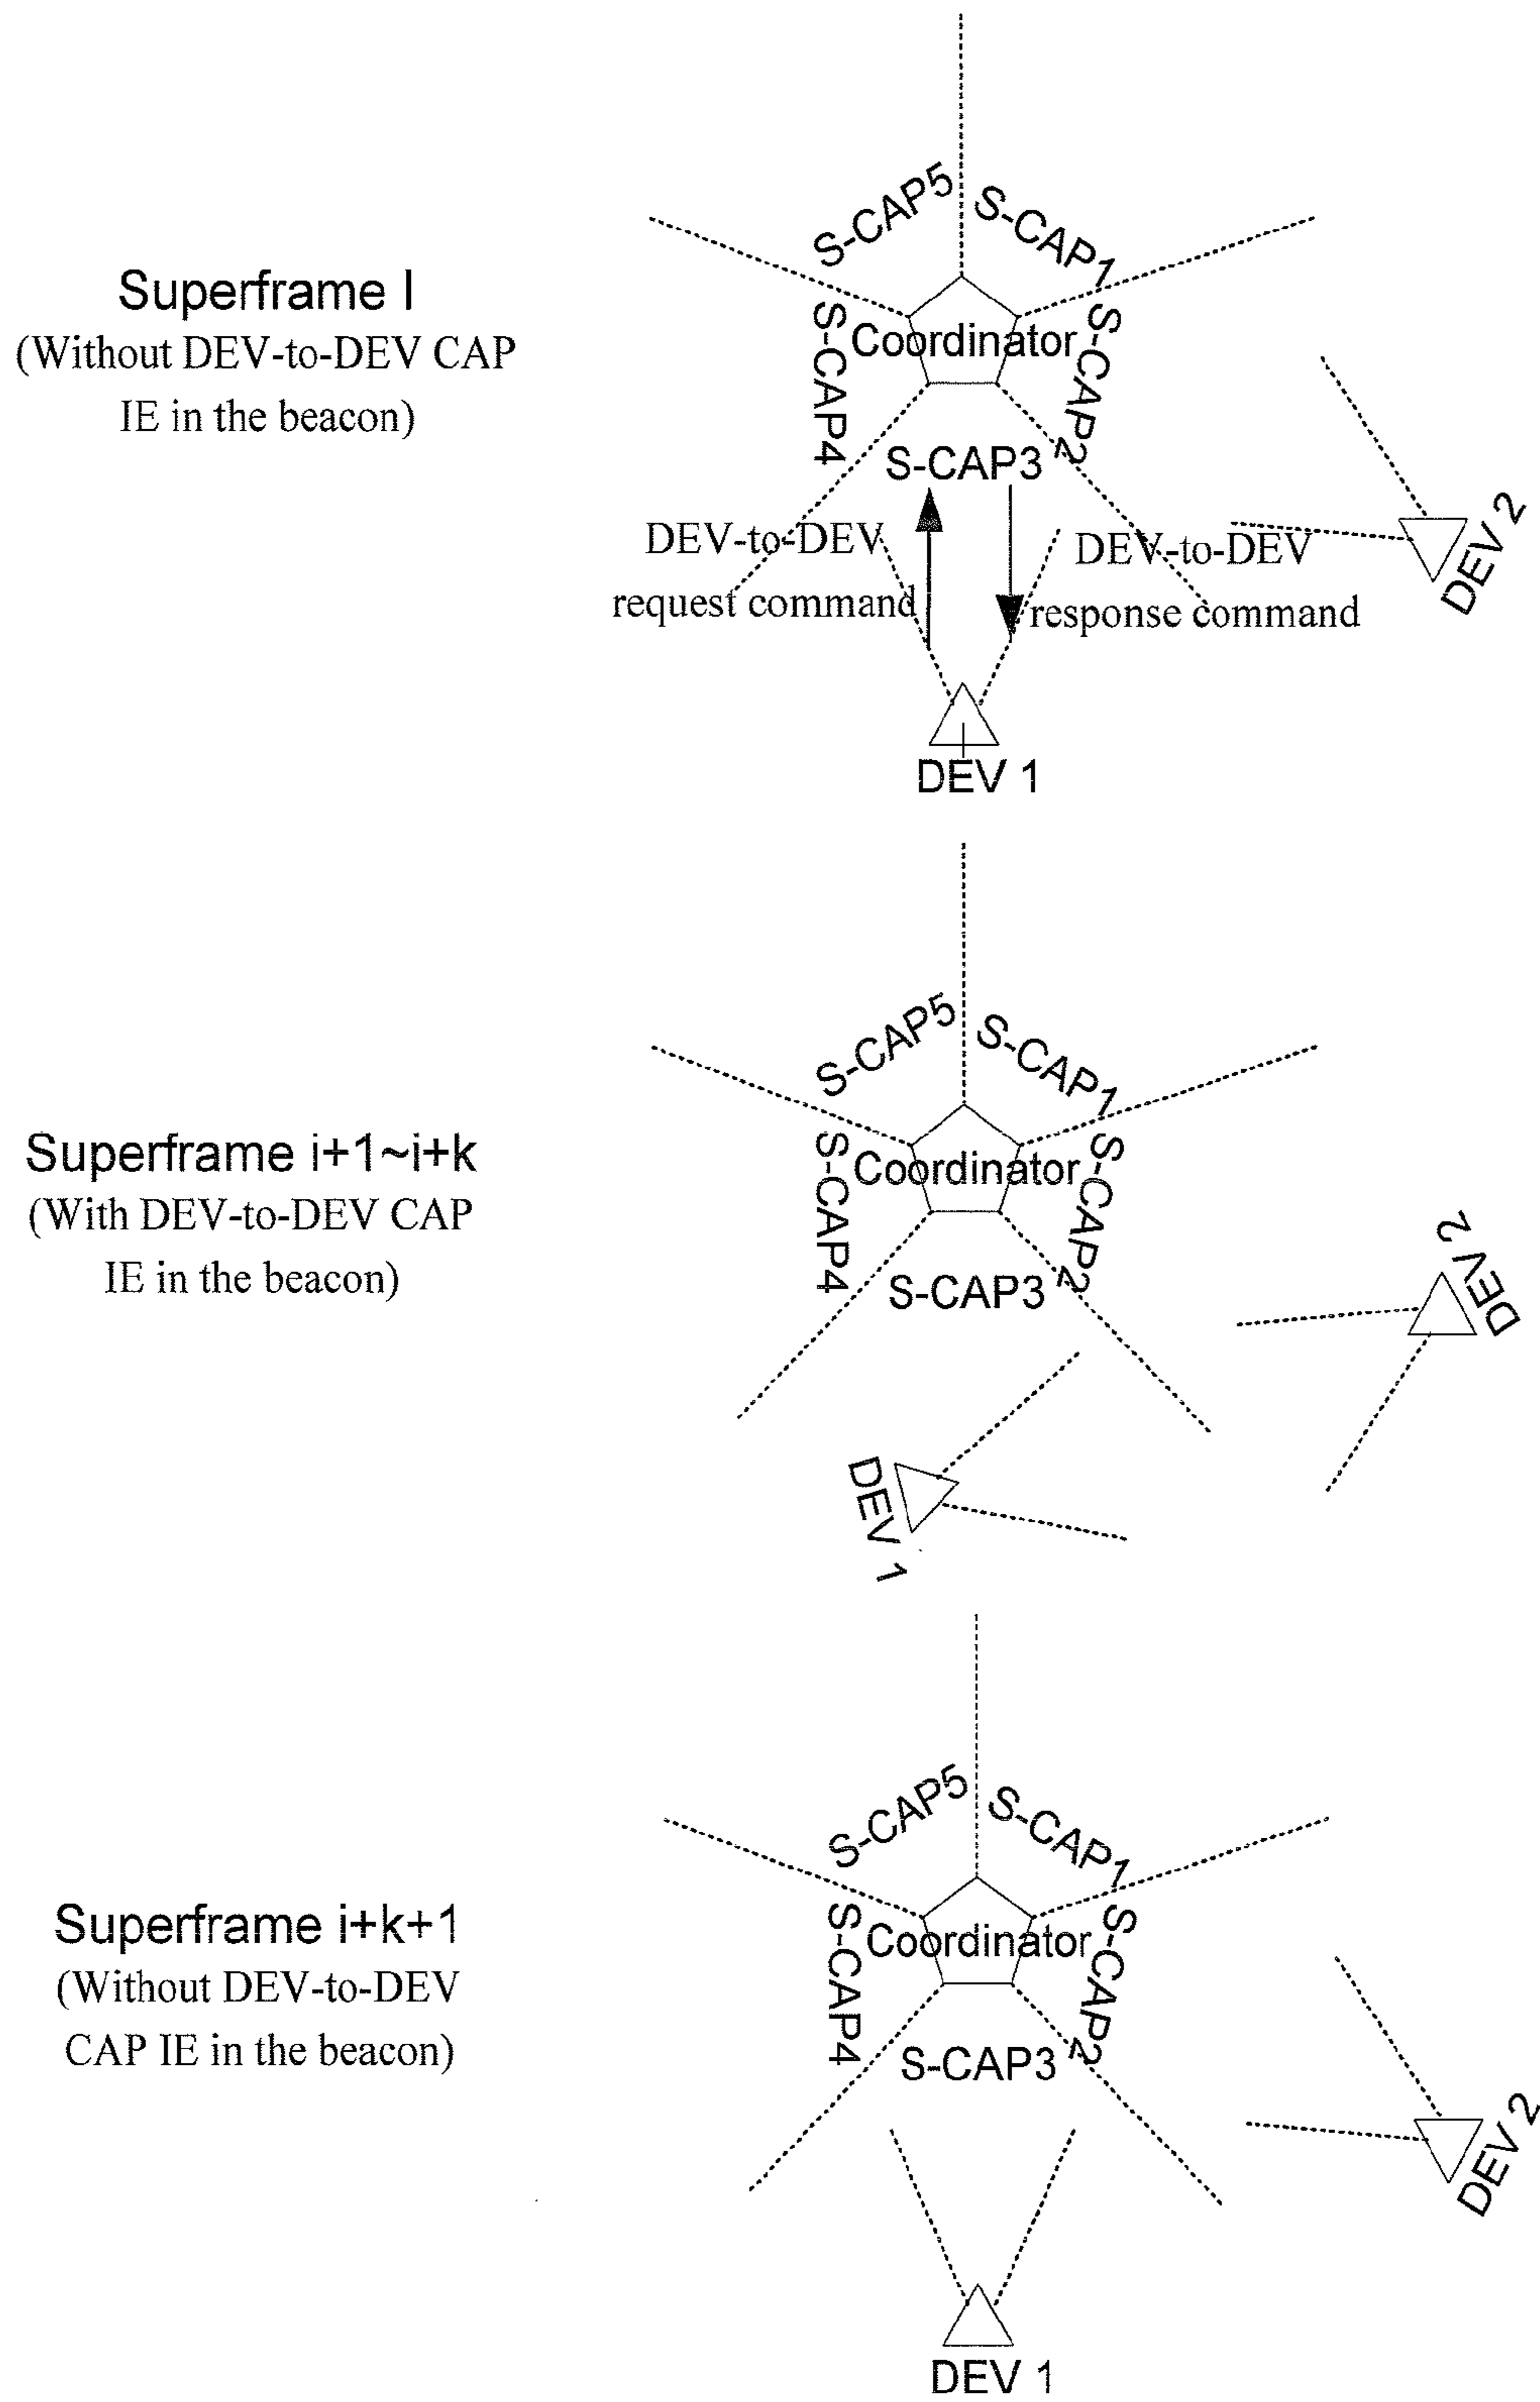 S-CAP5
S-CAP1
Superframe I
(Without DEV-to-DEV CAP
IE in the beacon)
S-CAP4
Coordinator
S-CAP2
S-CAP3
DEV-to-DEV
request command
DEV-to-DEV
response command
DEV 2
DEV 1
S-CAP5
S-CAP1
Superframe i+1~i+k
(With DEV-to-DEV CAP
IE in the beacon)
S-CAP4
Coordinator
S-CAP2
S-CAP3
DEV 2
DEV 1
S-CAP5
S-CAP1
Superframe i+k+1
(Without DEV-to-DEV
CAP IE in the beacon)
S-CAP4
Coordinator
S-CAP2
S-CAP3
DEV 2
DEV 1